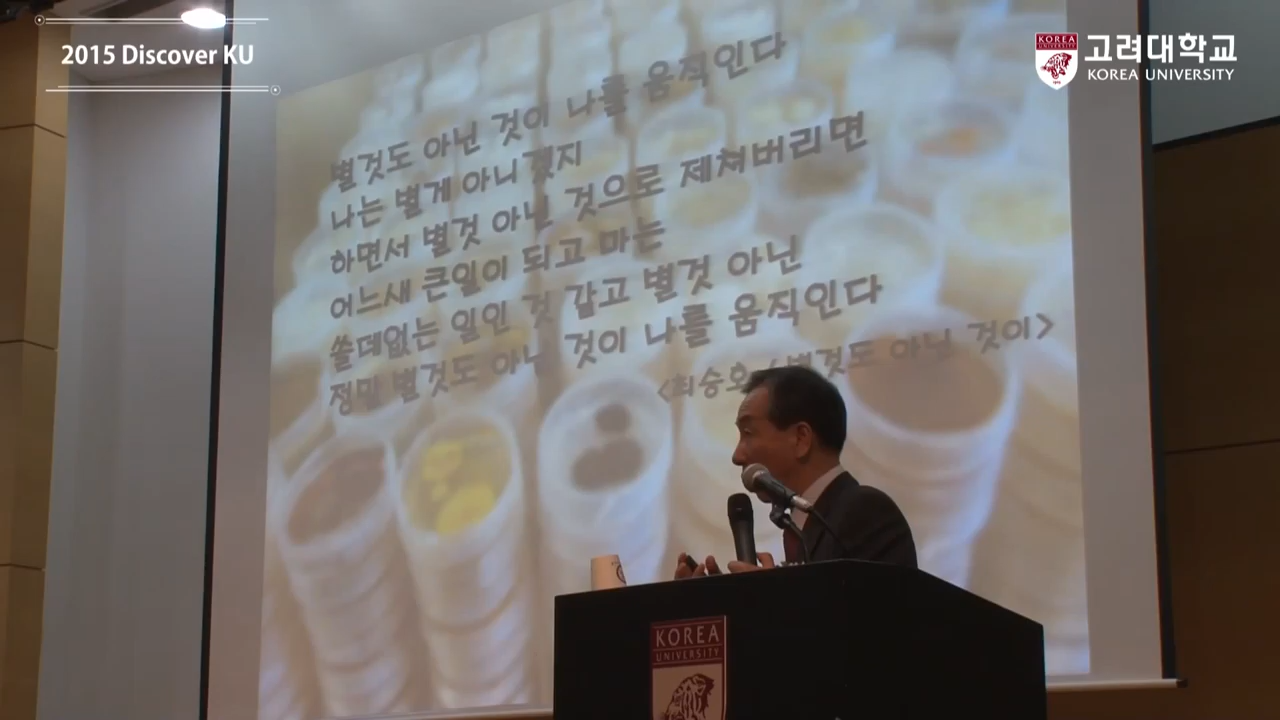 2015 Discover KU
KOREA
UNIVERSITY
고려대학교
KOREA UNIVERSITY
별것도 아닌 것이 나를 움직인다
나는 별게 아니겠지
하면서 별것 아닌 것으로 제쳐버리면
어느새 큰일이 되고 마는
쓸데없는 일인 것 같고 별것 아닌
정말 별것도 아닌 것이 나를 움직인다
<최승호 별것도 아닌 것이>
KOREA
UNIVERSITY